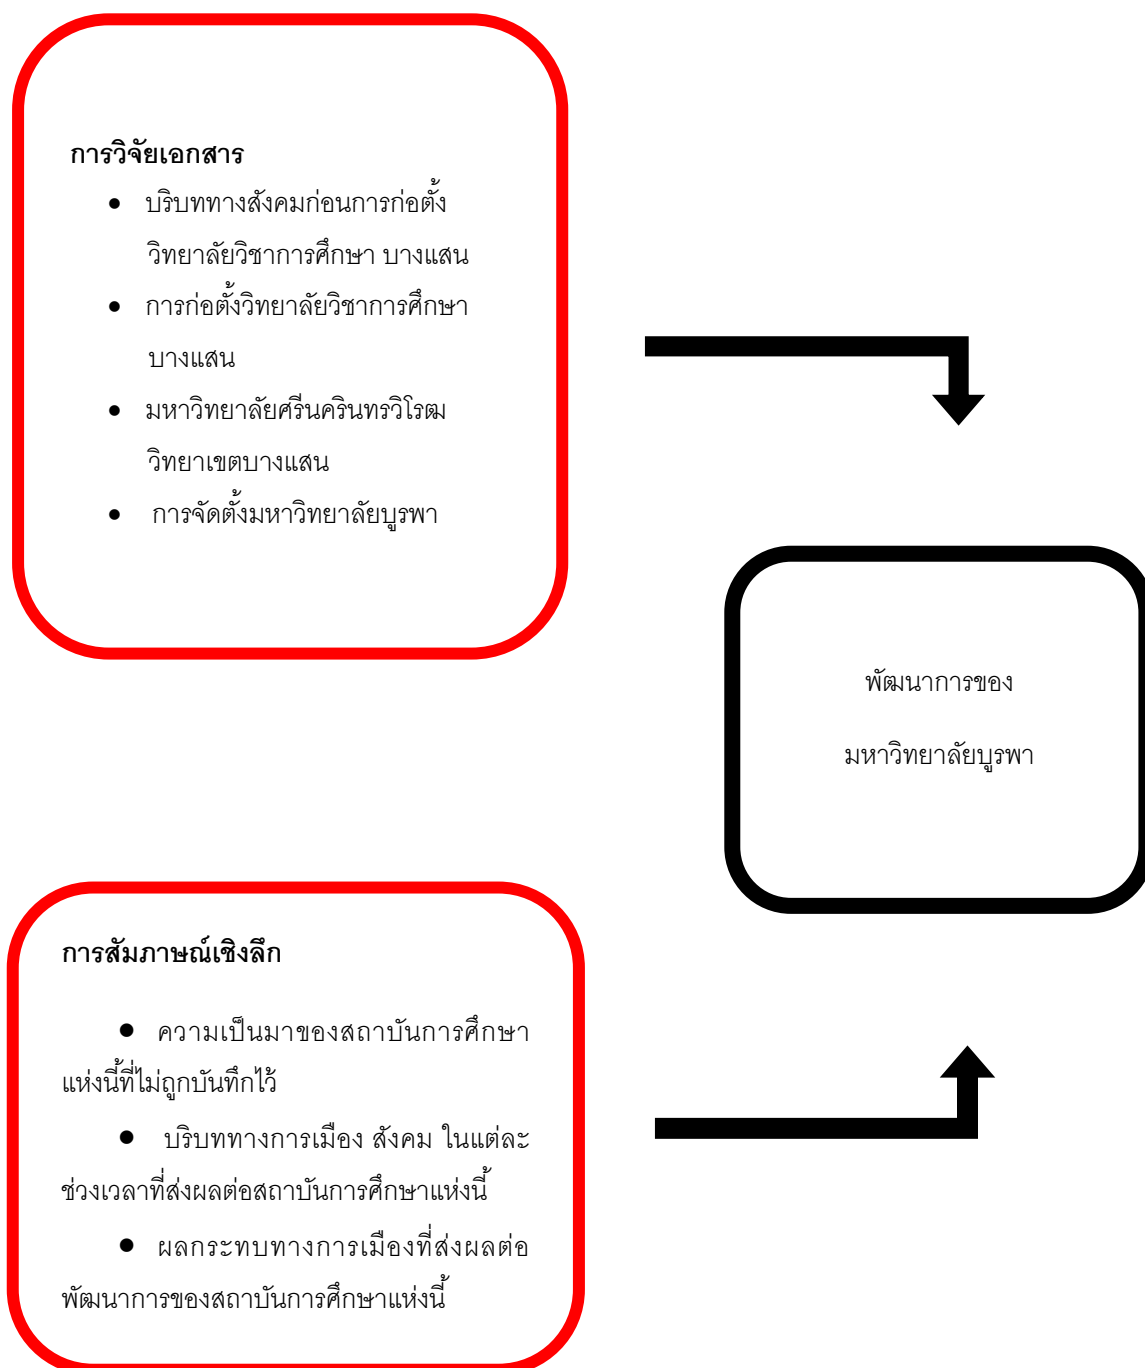 การวิจัยเอกสาร
● บริบททางสังคมก่อนการก่อตั้ง
วิทยาลัยวิชาการศึกษา บางแสน
● การก่อตั้งวิทยาลัยวิชาการศึกษา
บางแสน
● มหาวิทยาลัยศรีนครินทรวิโรฒ
วิทยาเขตบางแสน
● การจัดตั้งมหาวิทยาลัยบูรพา
พัฒนาการของ
มหาวิทยาลัยบูรพา
การสัมภาษณ์เชิงลึก
● ความเป็นมาของสถาบันการศึกษา
แห่งนี้ที่ไม่ถูกบันทึกไว้
● บริบททางการเมือง สังคม ในแต่ละ
ช่วงเวลาที่ส่งผลต่อสถาบันการศึกษาแห่งนี้
● ผลกระทบทางการเมืองที่ส่งผลต่อ
พัฒนาการของสถาบันการศึกษาแห่งนี้